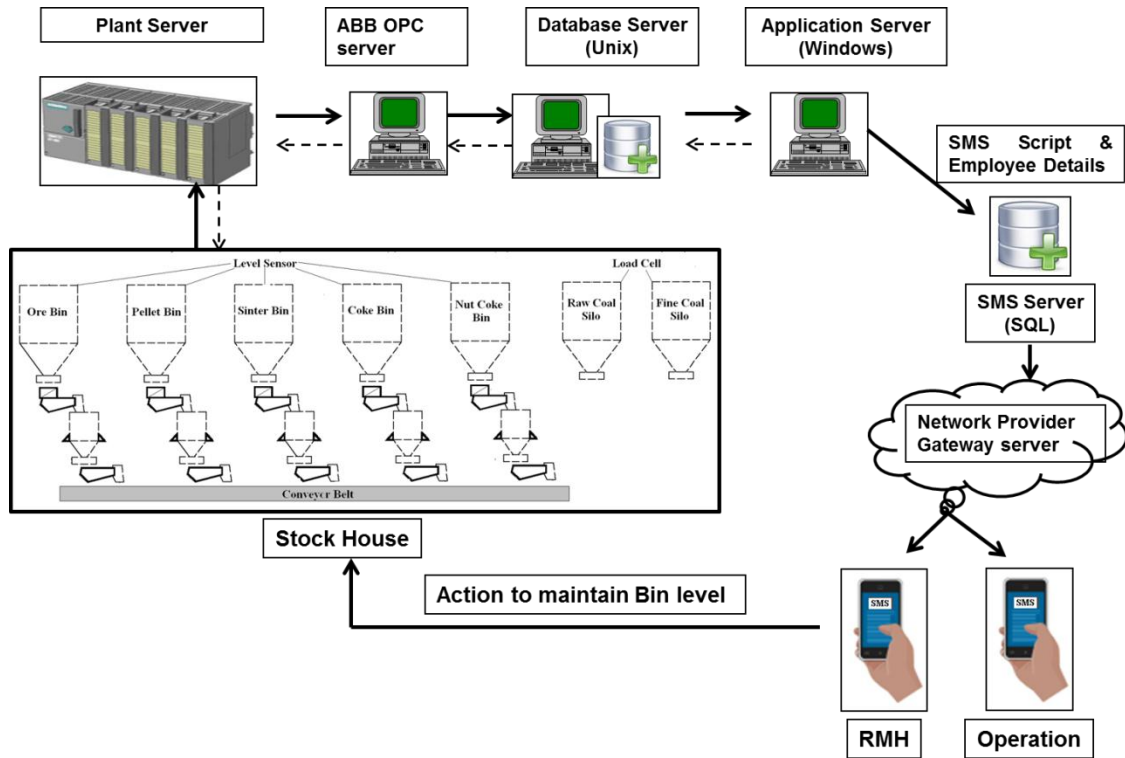 Plant Server
ABB OPC
server
Database Server
(Unix)
Application Server
(Windows)
SMS Script &
Employee Details
SMS Server
(SQL)
Level Sensor
Load Cell
Ore Bin
Pellet Bin
Sinter Bin
Coke Bin
Nut Coke
Bin
Raw Coal
Silo
Fine Coal
Silo
Conveyor Belt
Stock House
Network Provider
Gateway server
Action to maintain Bin level
SMS
SMS
RMH
Operation